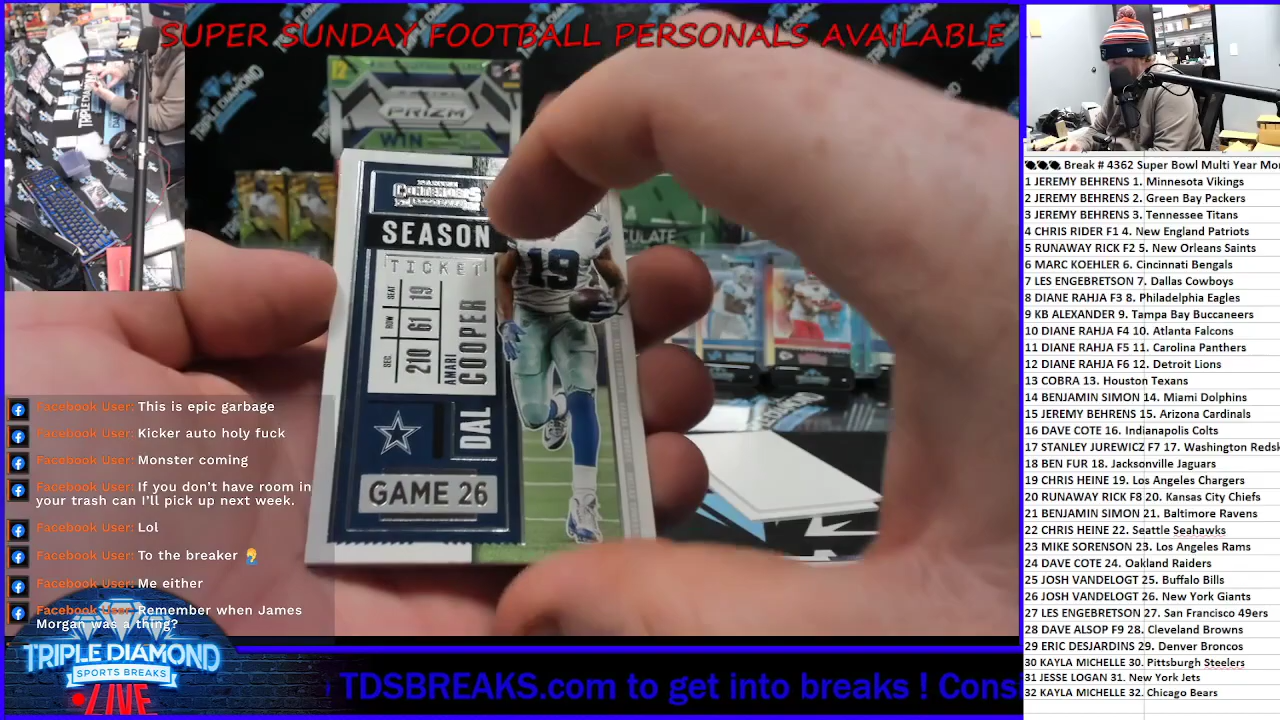 SUPER SUNDAY FOOTBALL PERSONALS AVAILABLE
PRIZM
WIN
CONTENDERS
SEASON
TICKET
SEAT 19
ROW 61
SEC. 210
AMARI COOPER
DAL
GAME 26
19
Facebook User: This is epic garbage
Facebook User: Kicker auto holy fuck
Facebook User: Monster coming
Facebook User: If you don't have room in
your trash can I'll pick up next week.
Facebook User: Lol
Facebook User: To the breaker 🤦‍♂️
Facebook User: Me either
Facebook User: Remember when James
Morgan was a thing?
TRIPLE DIAMOND
SPORTS BREAKS
LIVE
TDSBREAKS.com to get into breaks ! Cons
Break # 4362 Super Bowl Multi Year Mo
1 JEREMY BEHRENS 1. Minnesota Vikings
2 JEREMY BEHRENS 2. Green Bay Packers
3 JEREMY BEHRENS 3. Tennessee Titans
4 CHRIS RIDER F1 4. New England Patriots
5 RUNAWAY RICK F2 5. New Orleans Saints
6 MARC KOEHLER 6. Cincinnati Bengals
7 LES ENGEBRETSON 7. Dallas Cowboys
8 DIANE RAHJA F3 8. Philadelphia Eagles
9 KB ALEXANDER 9. Tampa Bay Buccaneers
10 DIANE RAHJA F4 10. Atlanta Falcons
11 DIANE RAHJA F5 11. Carolina Panthers
12 DIANE RAHJA F6 12. Detroit Lions
13 COBRA 13. Houston Texans
14 BENJAMIN SIMON 14. Miami Dolphins
15 JEREMY BEHRENS 15. Arizona Cardinals
16 DAVE COTE 16. Indianapolis Colts
17 STANLEY JUREWICZ F7 17. Washington Redsk
18 BEN FUR 18. Jacksonville Jaguars
19 CHRIS HEINE 19. Los Angeles Chargers
20 RUNAWAY RICK F8 20. Kansas City Chiefs
21 BENJAMIN SIMON 21. Baltimore Ravens
22 CHRIS HEINE 22. Seattle Seahawks
23 MIKE SORENSON 23. Los Angeles Rams
24 DAVE COTE 24. Oakland Raiders
25 JOSH VANDELOGT 25. Buffalo Bills
26 JOSH VANDELOGT 26. New York Giants
27 LES ENGEBRETSON 27. San Francisco 49ers
28 DAVE ALSOP F9 28. Cleveland Browns
29. Denver Broncos
30 KAYLA MICHELLE 30. Pittsburg Steelers
31 JESSE LOGAN 31. New York Jets
32 KAYLA MICHELLE 32. Chicago Bears